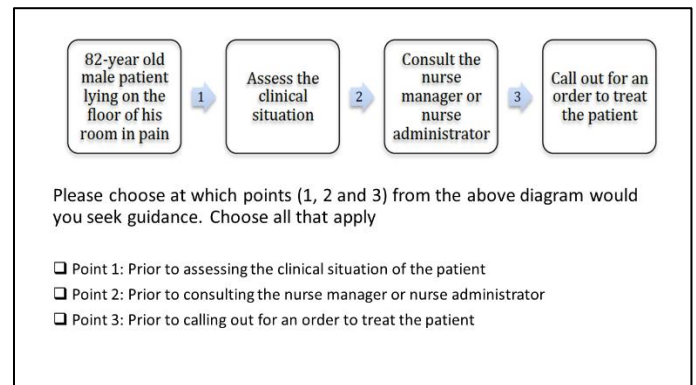 82-year old
male patient
lying on the
floor of his
room in pain
1
Assess the
clinical
situation
2
Consult the
nurse
manager or
nurse
administrator
3
Call out for an
order to treat
the patient
Please choose at which points (1, 2 and 3) from the above diagram would
you seek guidance. Choose all that apply
❑ Point 1: Prior to assessing the clinical situation of the patient
❑ Point 2: Prior to consulting the nurse manager or nurse administrator
❑ Point 3: Prior to calling out for an order to treat the patient